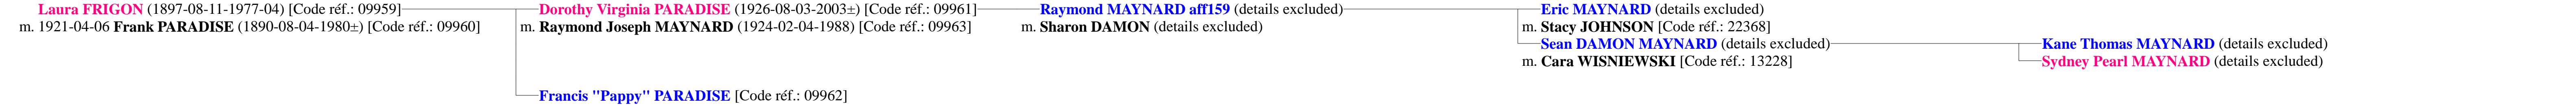 Laura FRIGON (1897-08-11-1977-04) [Code réf.: 09959]
m. 1921-04-06 Frank PARADISE (1890-08-04-1980±) [Code réf.: 09960]
Dorothy Virginia PARADISE (1926-08-03-2003±) [Code réf.: 09961]
m. Raymond Joseph MAYNARD (1924-02-04-1988) [Code réf.: 09963]
Raymond MAYNARD aff159 (details excluded)
m. Sharon DAMON (details excluded)
Eric MAYNARD (details excluded)
m. Stacy JOHNSON [Code réf.: 22368]
Sean DAMON MAYNARD (details excluded)
m. Cara WISNIEWSKI [Code réf.: 13228]
Kane Thomas MAYNARD (details excluded)
Sydney Pearl MAYNARD (details excluded)
Francis "Pappy" PARADISE [Code réf.: 09962]